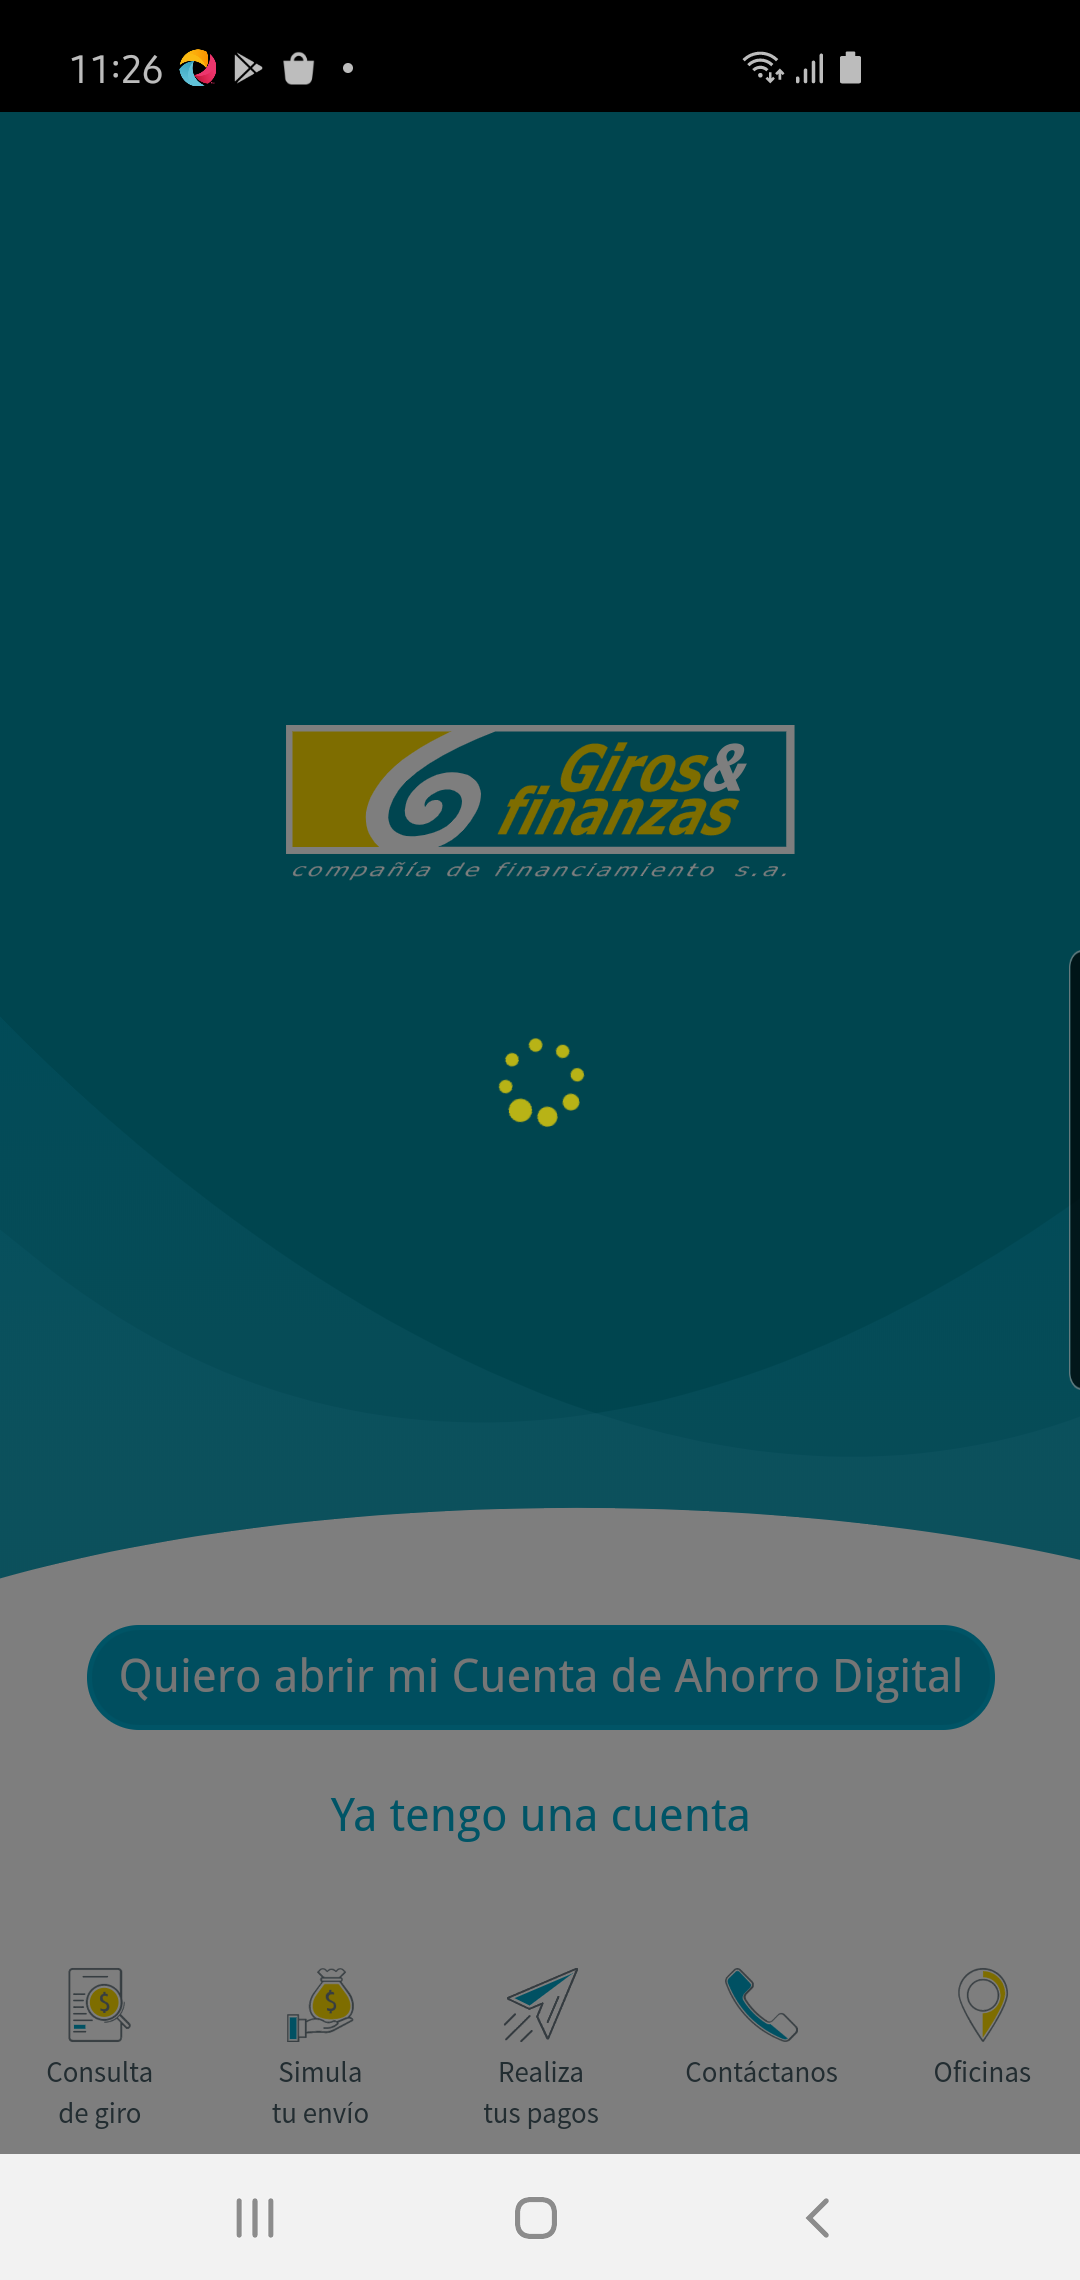 11:26
Giros&
finanzas
compañía de financiamiento s.a.
Quiero abrir mi Cuenta de Ahorro Digital
Ya tengo una cuenta
Consulta
de giro
Simula
tu envío
Realiza
tus pagos
Contáctanos
Oficinas